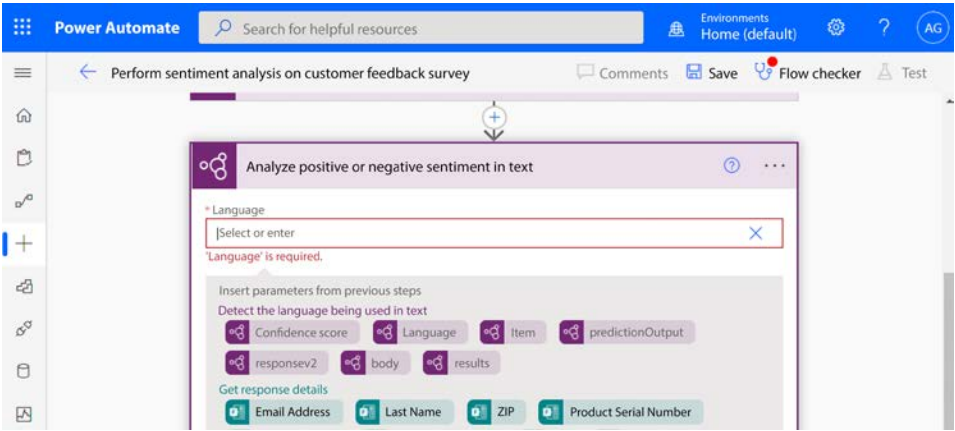 Power Automate
Search for helpful resources
Environments
Home (default)
?
AG
Perform sentiment analysis on customer feedback survey
Comments
Save
Flow checker
Test
Analyze positive or negative sentiment in text
?
...
* Language
Select or enter
'Language' is required.
Insert parameters from previous steps
Detect the language being used in text
Confidence score Language Item predictionOutput
responsev2 body results
Get response details
Email Address Last Name ZIP Product Serial Number